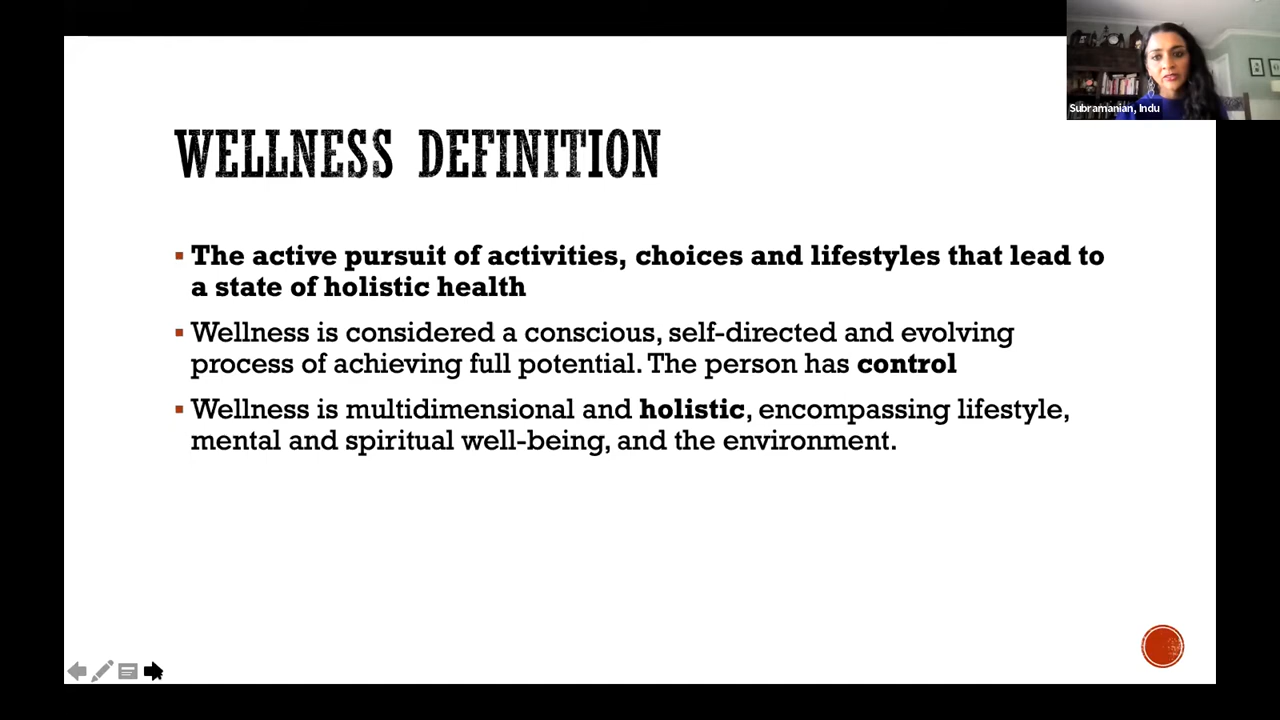 Subramanian, Indu
WELLNESS DEFINITION
▪ The active pursuit of activities, choices and lifestyles that lead to
a state of holistic health
▪ Wellness is considered a conscious, self-directed and evolving
process of achieving full potential. The person has control
▪ Wellness is multidimensional and holistic, encompassing lifestyle,
mental and spiritual well-being, and the environment.